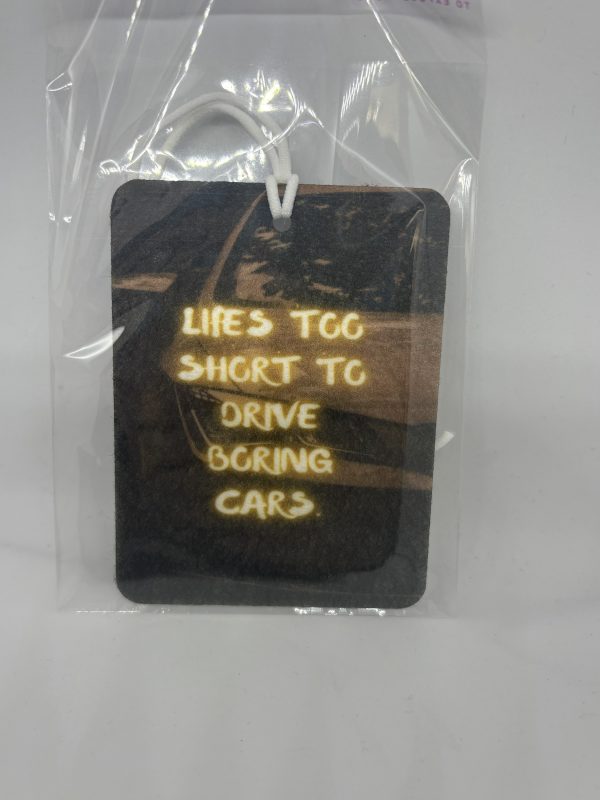 LIFES TOO
SHORT TO
DRIVE
BORING
CARS.